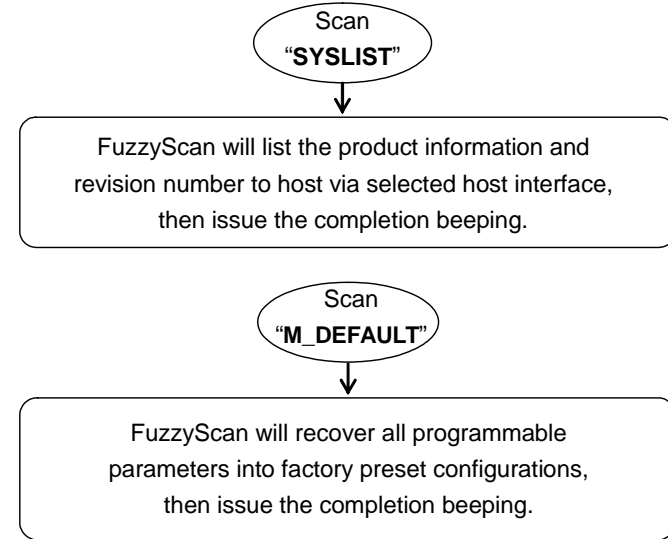 Scan
“SYSLIST”
FuzzyScan will list the product information and
revision number to host via selected host interface,
then issue the completion beeping.
Scan
“M_DEFAULT”
FuzzyScan will recover all programmable
parameters into factory preset configurations,
then issue the completion beeping.